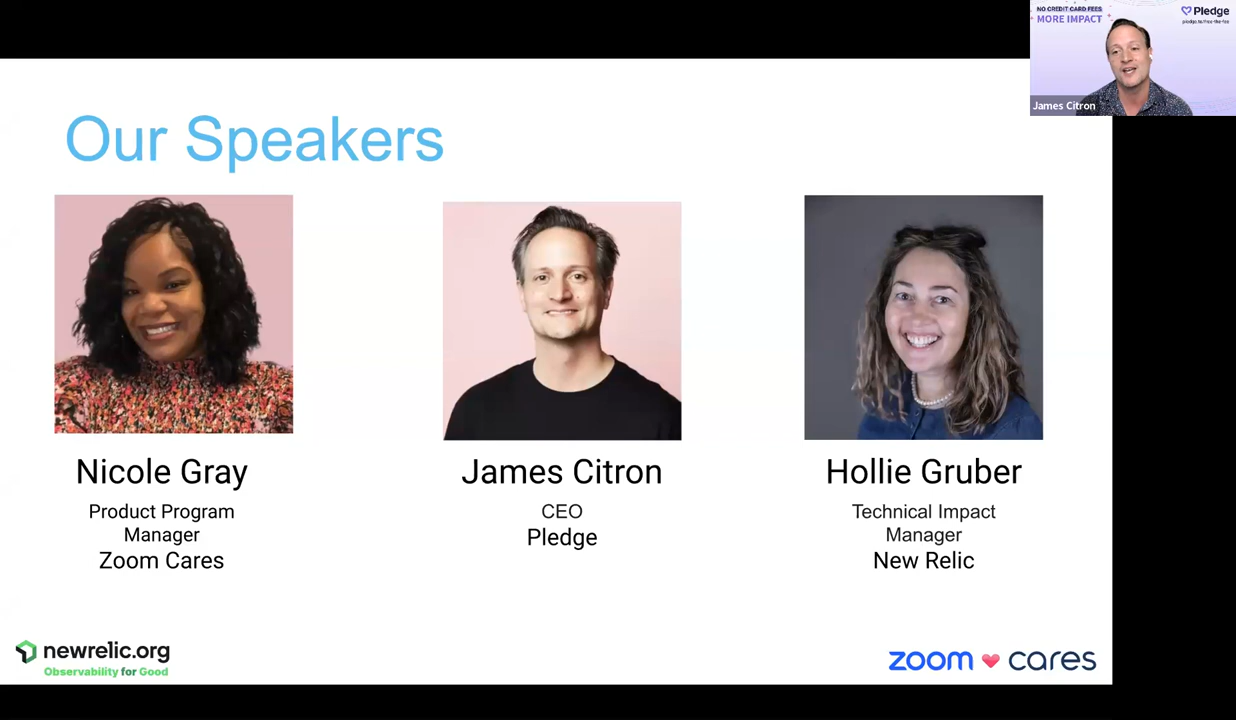 NO CREDIT CARD FEES
MORE IMPACT
Pledge
James Citron
Our Speakers
Nicole Gray
Product Program
Manager
Zoom Cares
James Citron
CEO
Pledge
Hollie Gruber
Technical Impact
Manager
New Relic
newrelic.org
Observability for Good
zoom cares